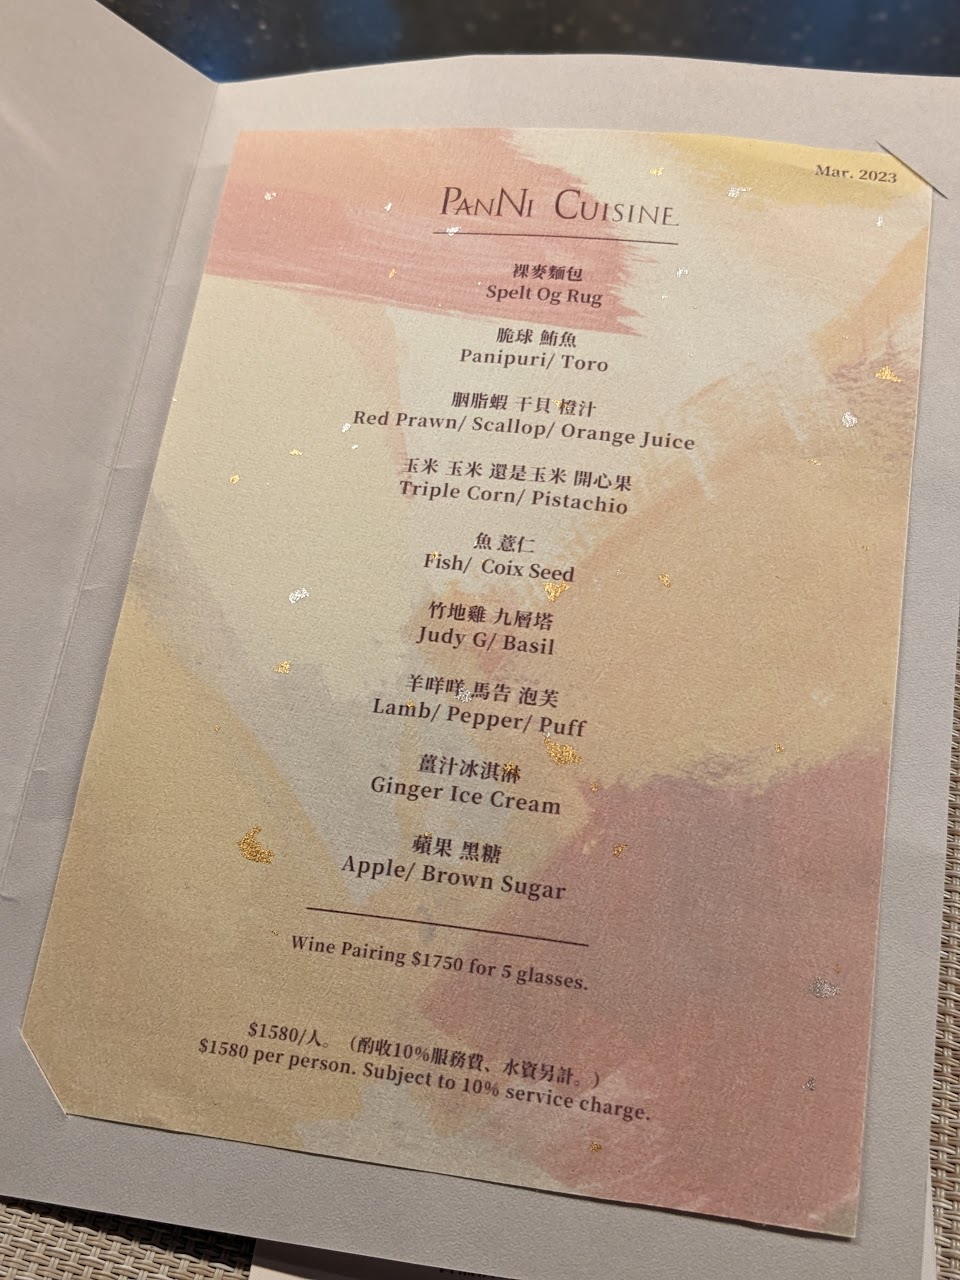 Mar. 2023
PANNI CUISINE
裸麥麵包
Spelt Og Rug
脆球 鮪魚
Panipuri/ Toro
胭脂蝦 干貝 橙汁
Red Prawn/ Scallop/ Orange Juice
玉米 玉米 還是玉米 開心果
Triple Corn/ Pistachio
魚 薏仁
Fish/ Coix Seed
竹地雞 九層塔
Judy G/ Basil
羊咩咩 馬告 泡芙
Lamb/ Pepper/ Puff
薑汁冰淇淋
Ginger Ice Cream
蘋果 黑糖
Apple/ Brown Sugar
Wine Pairing $1750 for 5 glasses.
$1580/人。（酌收10%服務費、水資另計。）
$1580 per person. Subject to 10% service charge.